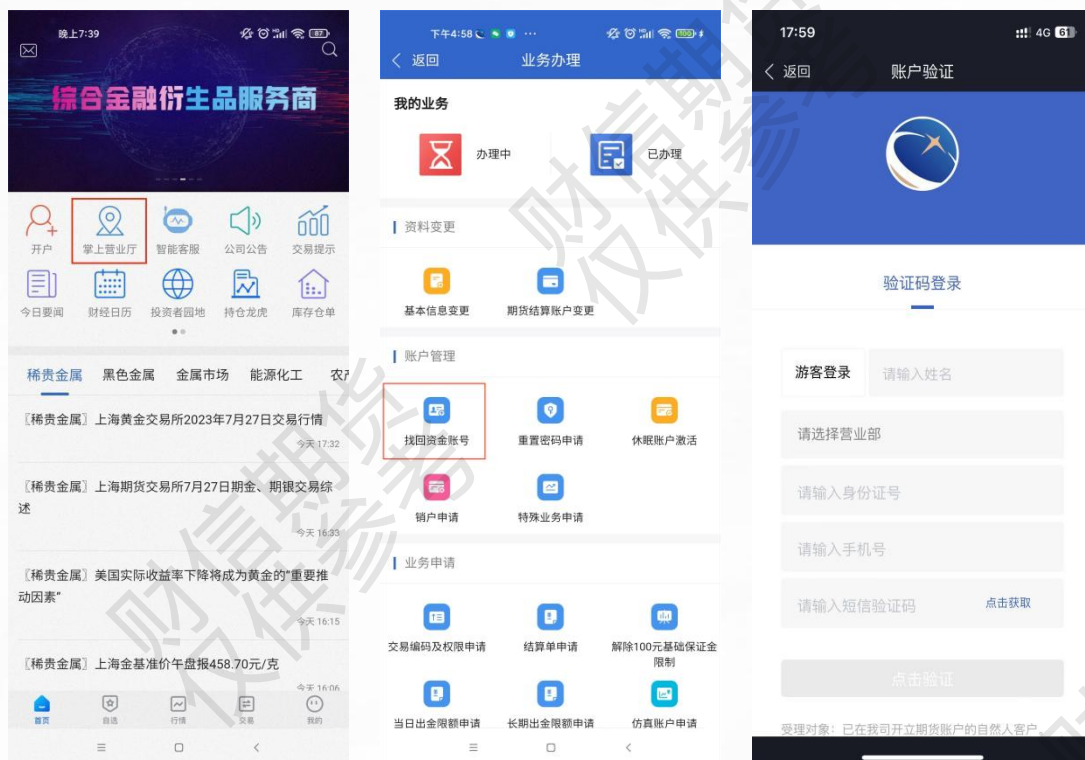 晚上7:39
87
综合金融衍生品服务商
开户
掌上营业厅
智能客服
公司公告
交易提示
今日要闻
财经日历
投资者园地
持仓龙虎
库存仓单
稀贵金属
黑色金属
金属市场
能源化工
农产
〖稀贵金属〗上海黄金交易所2023年7月27日交易行情
今天 17:32
〖稀贵金属〗上海期货交易所7月27日期金、期银交易综
述
今天 16:33
〖稀贵金属〗美国实际收益率下降将成为黄金的“重要推
动因素”
今天 16:15
〖稀贵金属〗上海金基准价午盘报458.70元/克
今天 16:06
首页
自选
行情
交易
我的
下午4:58
100
返回
业务办理
我的业务
办理中
已办理
资料变更
基本信息变更
期货结算账户变更
账户管理
找回资金账号
重置密码申请
休眠账户激活
销户申请
特殊业务申请
业务申请
交易编码及权限申请
结算单申请
解除100元基础保证金
限制
当日出金限额申请
长期出金限额申请
仿真账户申请
17:59
4G 61
返回
账户验证
验证码登录
游客登录
请输入姓名
请选择营业部
请输入身份证号
请输入手机号
请输入短信验证码
点击获取
点击验证
受理对象：已在我司开立期货账户的自然人客户
财信期货
仅供参考